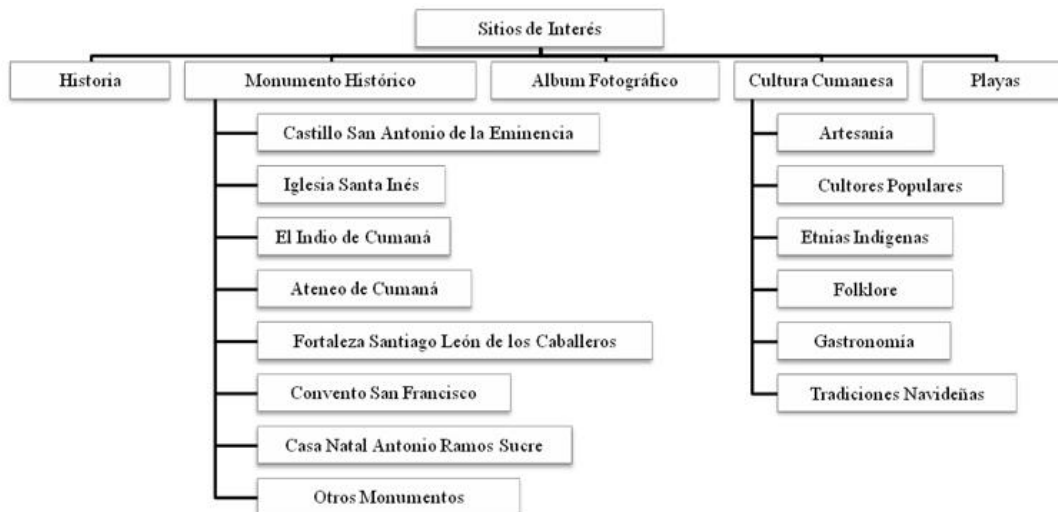 Sitios de Interés
Historia
Monumento Histórico
Album Fotográfico
Cultura Cumanesa
Playas
Castillo San Antonio de la Eminencia
Iglesia Santa Inés
El Indio de Cumaná
Ateneo de Cumaná
Fortaleza Santiago León de los Caballeros
Convento San Francisco
Casa Natal Antonio Ramos Sucre
Otros Monumentos
Artesanía
Cultores Populares
Etnias Indígenas
Folklore
Gastronomía
Tradiciones Navideñas